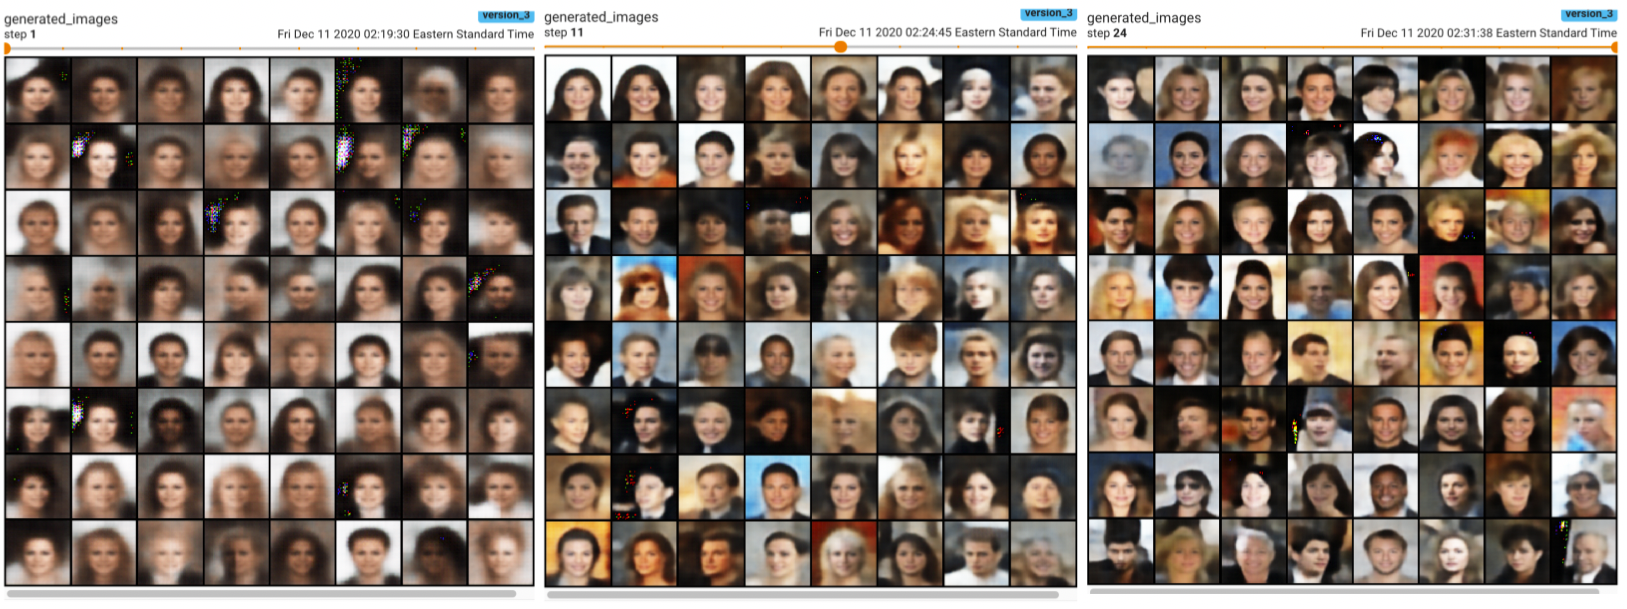 version_3
generated_images
step 1
Fri Dec 11 2020 02:19:30 Eastern Standard Time
version_3
generated_images
step 11
Fri Dec 11 2020 02:24:45 Eastern Standard Time
version_3
generated_images
step 24
Fri Dec 11 2020 02:31:38 Eastern Standard Time